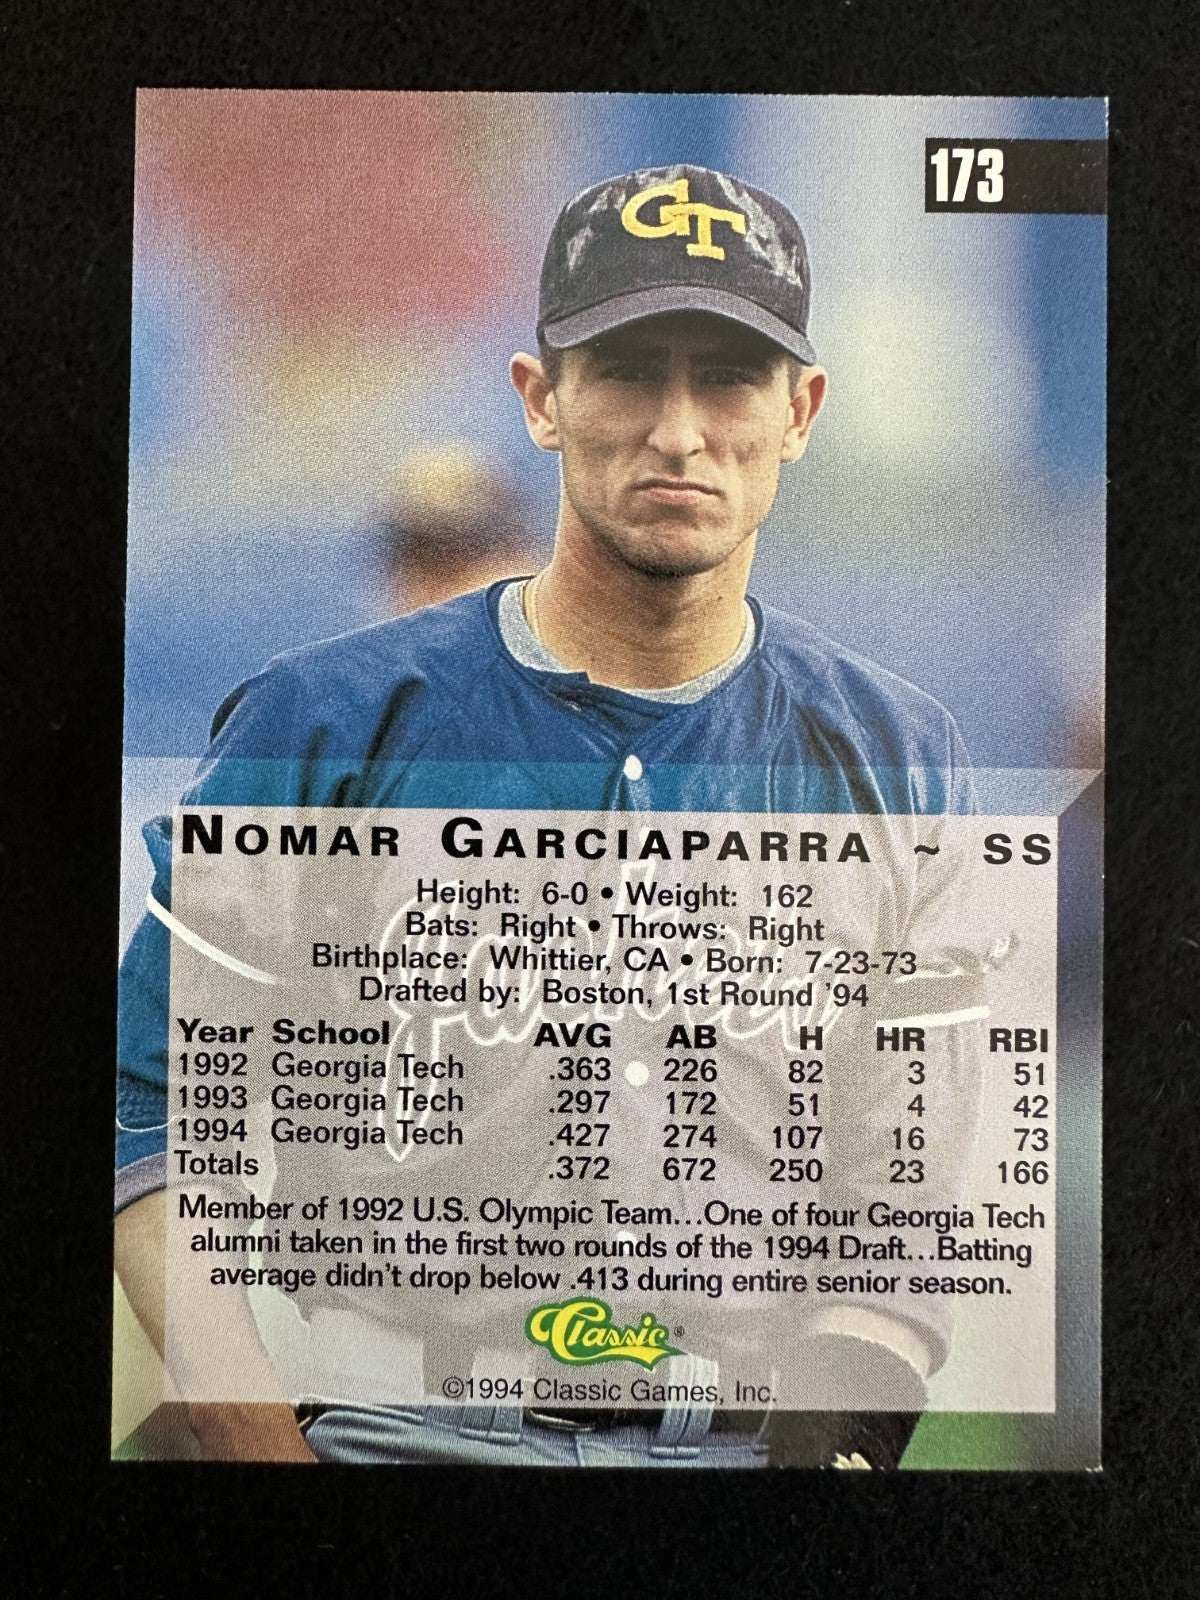 173
GT
NOMAR GARCIAPARRA ~ SS
Height: 6-0 • Weight: 162
Bats: Right • Throws: Right
Birthplace: Whittier, CA • Born: 7-23-73
Drafted by: Boston, 1st Round '94
Year School AVG AB H HR RBI
1992 Georgia Tech .363 226 82 3 51
1993 Georgia Tech .297 172 51 4 42
1994 Georgia Tech .427 274 107 16 73
Totals .372 672 250 23 166
Member of 1992 U.S. Olympic Team...One of four Georgia Tech
alumni taken in the first two rounds of the 1994 Draft...Batting
average didn't drop below .413 during entire senior season.
Classic®
©1994 Classic Games, Inc.